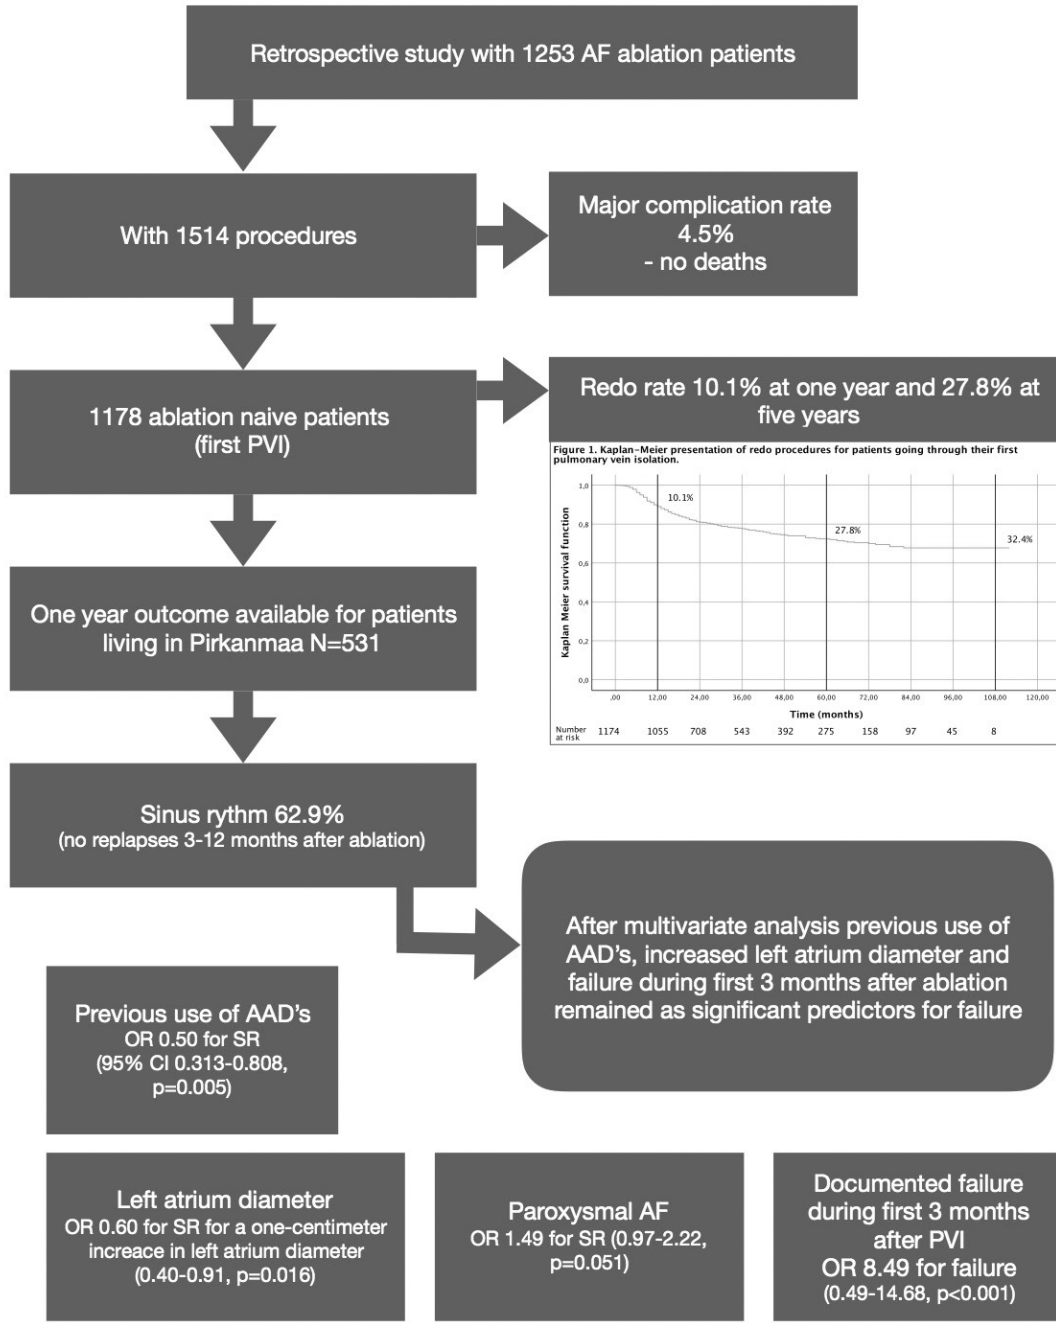 Retrospective study with 1253 AF ablation patients
With 1514 procedures
Major complication rate
4.5%
- no deaths
1178 ablation naive patients
(first PVI)
Redo rate 10.1% at one year and 27.8% at
five years
Figure 1. Kaplan-Meier presentation of redo procedures for patients going through their first
pulmonary vein isolation.
Kaplan Meier survival function
1,0
0,8
0,6
0,4
0,2
0,0
10.1%
27.8%
32.4%
,00 12,00 24,00 36,00 48,00 60,00 72,00 84,00 96,00 108,00 120,00
Time (months)
Number
at risk
1174 1055 708 543 392 275 158 97 45 8
One year outcome available for patients
living in Pirkanmaa N=531
Sinus rythm 62.9%
(no replapses 3-12 months after ablation)
After multivariate analysis previous use of
AAD's, increased left atrium diameter and
failure during first 3 months after ablation
remained as significant predictors for failure
Previous use of AAD's
OR 0.50 for SR
(95% CI 0.313-0.808,
p=0.005)
Left atrium diameter
OR 0.60 for SR for a one-centimeter
increace in left atrium diameter
(0.40-0.91, p=0.016)
Paroxysmal AF
OR 1.49 for SR (0.97-2.22,
p=0.051)
Documented failure
during first 3 months
after PVI
OR 8.49 for failure
(0.49-14.68, p<0.001)